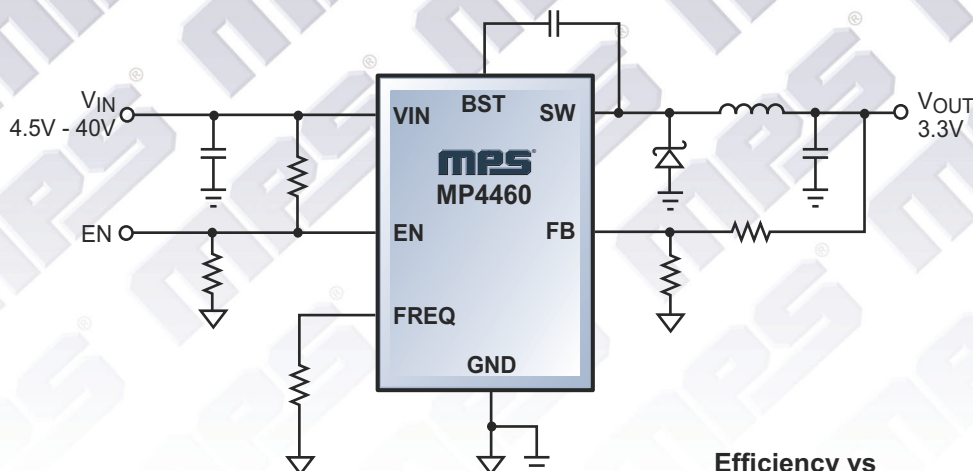 VIN
4.5V - 40V
EN
VIN
BST
SW
mps®
MP4460
EN
FB
FREQ
GND
VOUT
3.3V
Efficiency vs